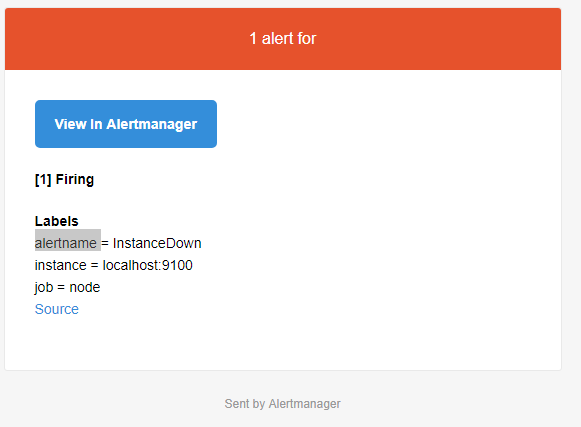 1 alert for
View In Alertmanager
[1] Firing
Labels
alertname = InstanceDown
instance = localhost:9100
job = node
Source
Sent by Alertmanager